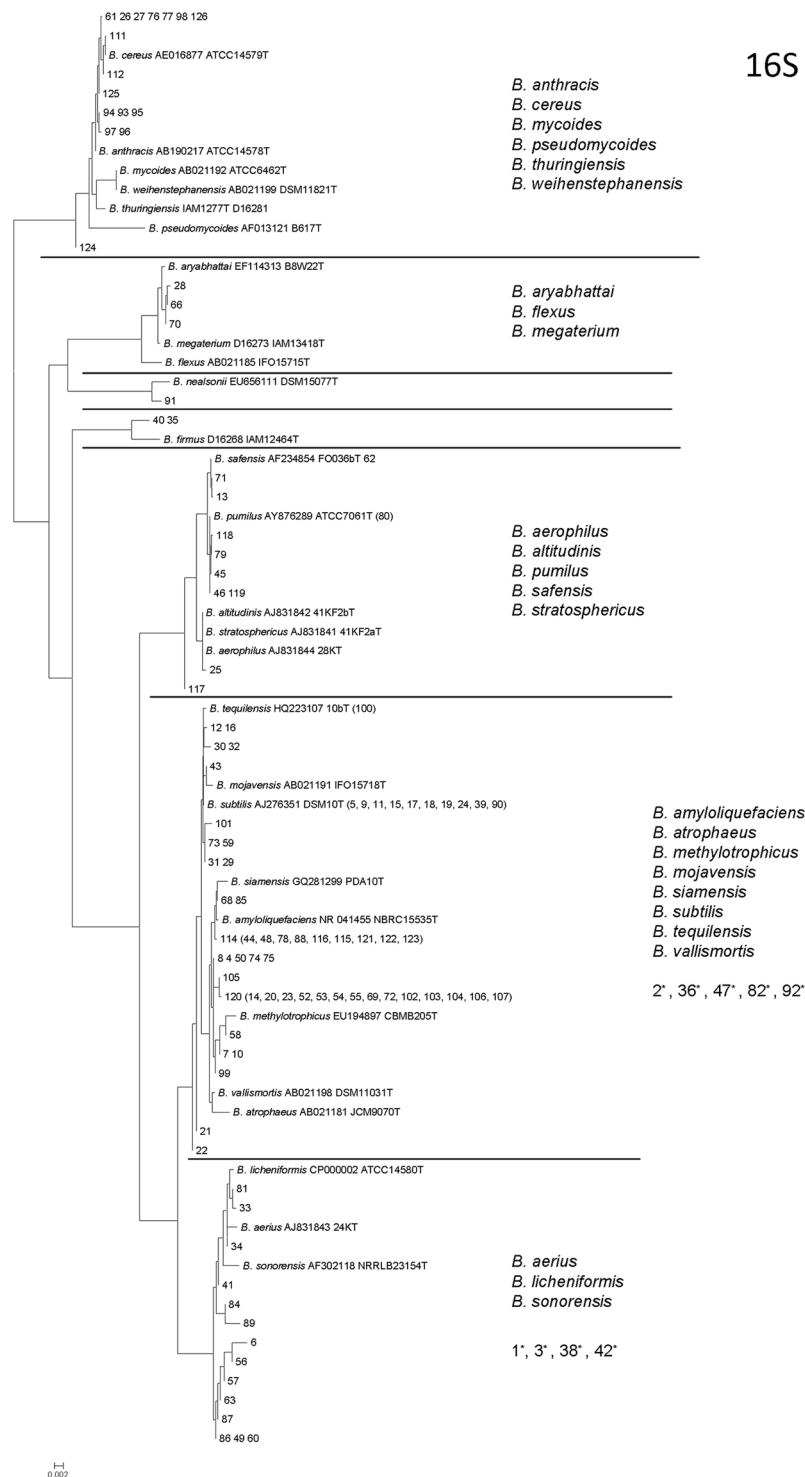 61 26 27 76 77 98 126
111
B. cereus AE016877 ATCC14579T
112
125
94 93 95
97 96
B. anthracis AB190217 ATCC14578T
B. mycoides AB021192 ATCC6462T
B. weihenstephanensis AB021199 DSM11821T
B. thuringiensis IAM1277T D16281
B. pseudomycoides AF013121 B617T
124
16S
B. anthracis
B. cereus
B. mycoides
B. pseudomycoides
B. thuringiensis
B. weihenstephanensis
B. aryabhattai EF114313 B8W22T
28
66
70
B. megaterium D16273 IAM13418T
B. flexus AB021185 IFO15715T
B. aryabhattai
B. flexus
B. megaterium
B. nealsonii EU656111 DSM15077T
91
40 35
B. firmus D16268 IAM12464T
B. safensis AF234854 FO036bT 62
71
13
B. pumilus AY876289 ATCC7061T (80)
118
79
45
46 119
B. altitudinis AJ831842 41KF2bT
B. stratosphericus AJ831841 41KF2aT
B. aerophilus AJ831844 28KT
25
117
B. aerophilus
B. altitudinis
B. pumilus
B. safensis
B. stratosphericus
B. tequilensis HQ223107 10bT (100)
12 16
30 32
43
B. mojavensis AB021191 IFO15718T
B. subtilis AJ276351 DSM10T (5, 9, 11, 15, 17, 18, 19, 24, 39, 90)
101
73 59
31 29
B. siamensis GQ281299 PDA10T
68 85
B. amyloliquefaciens NR 041455 NBRC15535T
114 (44, 48, 78, 88, 116, 115, 121, 122, 123)
8 4 50 74 75
105
120 (14, 20, 23, 52, 53, 54, 55, 69, 72, 102, 103, 104, 106, 107)
B. methylotrophicus EU194897 CBMB205T
58
7 10
99
B. vallismortis AB021198 DSM11031T
B. atrophaeus AB021181 JCM9070T
21
22
B. amyloliquefaciens
B. atrophaeus
B. methylotrophicus
B. mojavensis
B. siamensis
B. subtilis
B. tequilensis
B. vallismortis
2*, 36*, 47*, 82*, 92*
B. licheniformis CP000002 ATCC14580T
81
33
B. aerius AJ831843 24KT
34
B. sonorensis AF302118 NRRLB23154T
41
84
89
6
56
57
63
87
86 49 60
B. aerius
B. licheniformis
B. sonorensis
1*, 3*, 38*, 42*
0.002